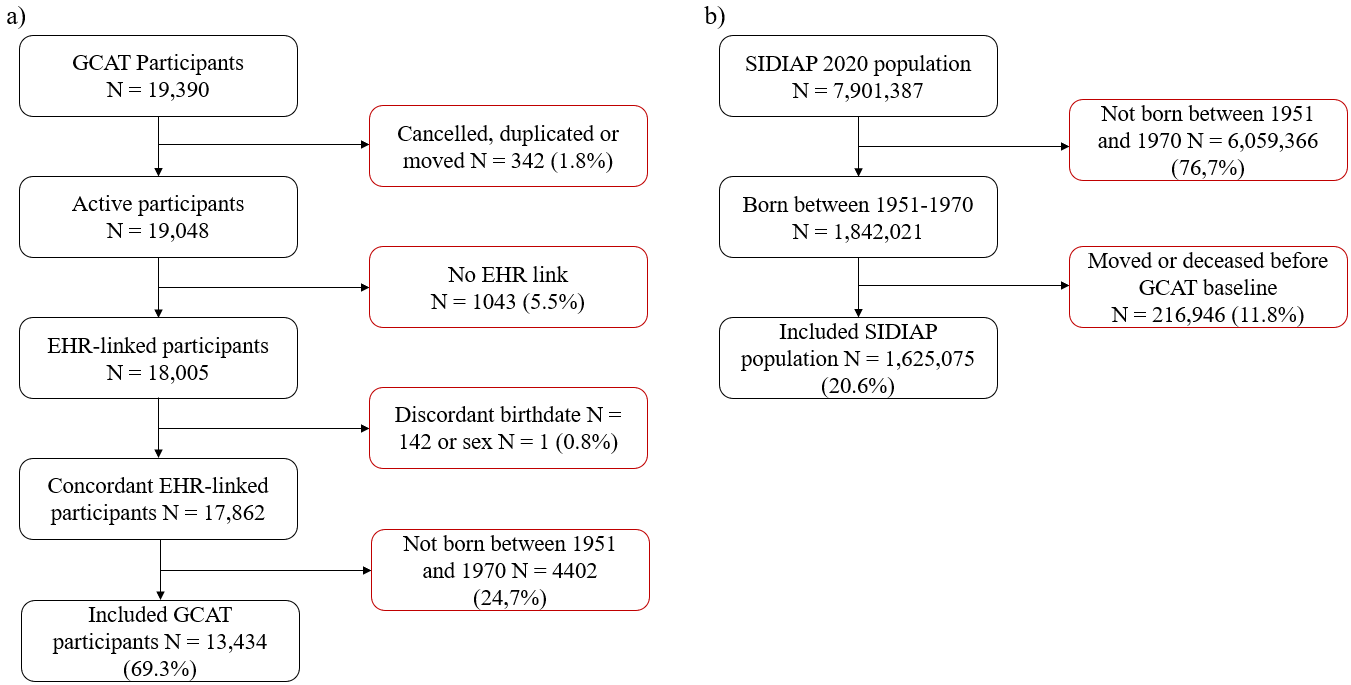 a)
GCAT Participants
N = 19,390
Cancelled, duplicated or
moved N = 342 (1.8%)
Active participants
N = 19,048
No EHR link
N = 1043 (5.5%)
EHR-linked participants
N = 18,005
Discordant birthdate N =
142 or sex N = 1 (0.8%)
Concordant EHR-linked
participants N = 17,862
Not born between 1951
and 1970 N = 4402
(24,7%)
Included GCAT
participants N = 13,434
(69.3%)
b)
SIDIAP 2020 population
N = 7,901,387
Not born between 1951
and 1970 N = 6,059,366
(76,7%)
Born between 1951-1970
N = 1,842,021
Moved or deceased before
GCAT baseline
N = 216,946 (11.8%)
Included SIDIAP
population N = 1,625,075
(20.6%)